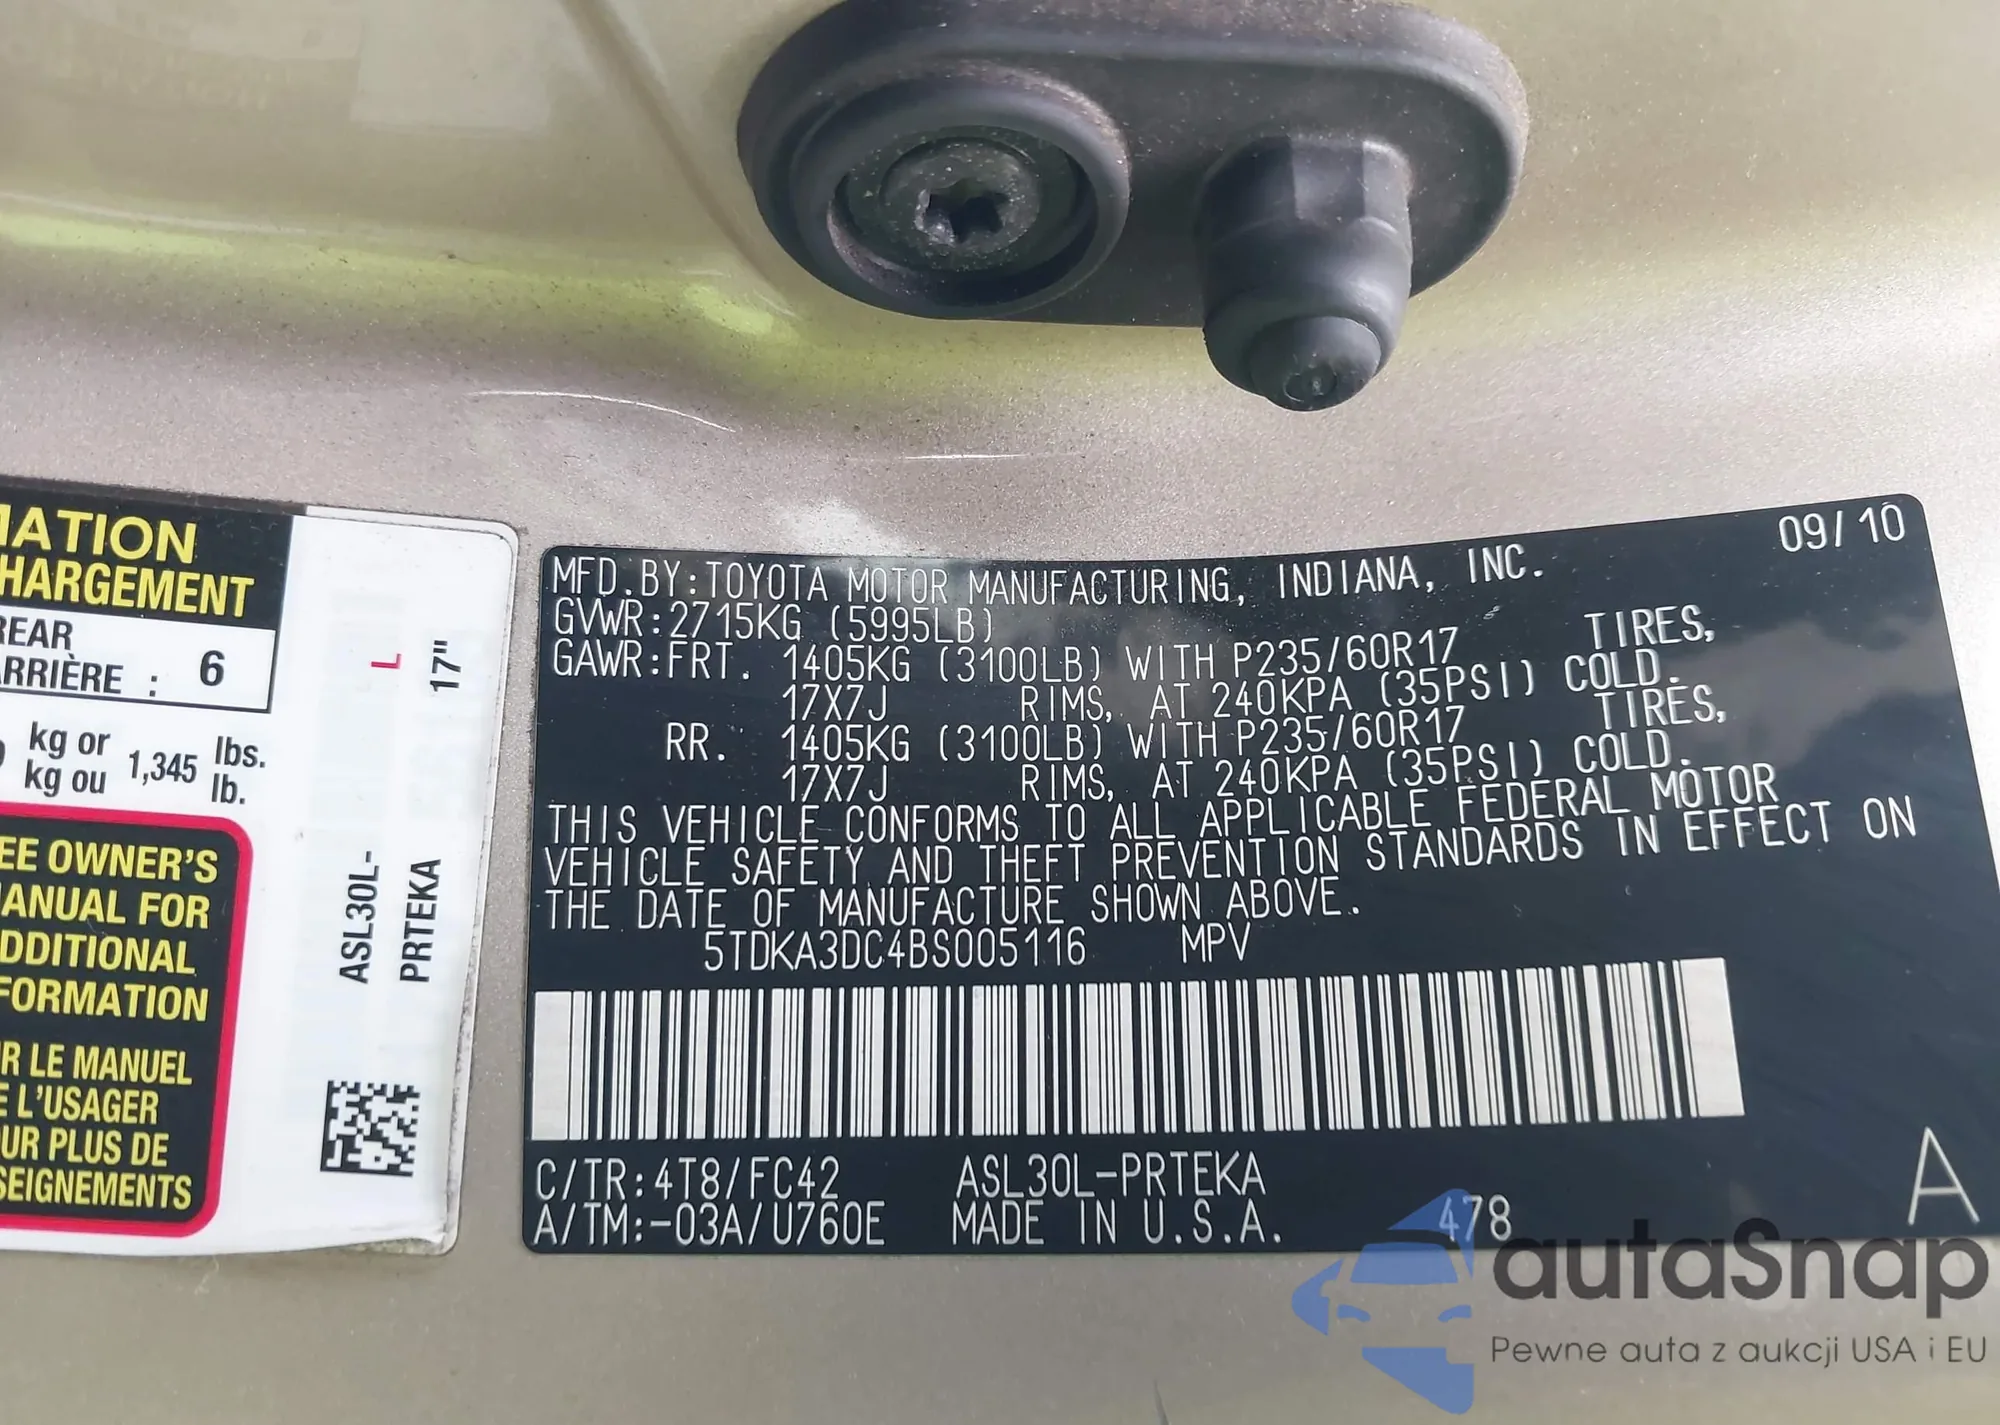 MATION
HARGEMENT
REAR
ARRIÈRE : 6
kg or 1,345 lbs.
kg ou lb.
EE OWNER'S
ANUAL FOR
DDITIONAL
FORMATION
R LE MANUEL
E L'USAGER
OUR PLUS DE
SEIGNEMENTS
L
17"
ASL30L-
PRTEKA
09/10
MFD.BY:TOYOTA MOTOR MANUFACTURING, INDIANA, INC.
GVWR:2715KG (5995LB)
GAWR:FRT. 1405KG (3100LB) WITH P235/60R17 TIRES,
17X7J RIMS, AT 240KPA (35PSI) COLD.
RR. 1405KG (3100LB) WITH P235/60R17 TIRES,
17X7J RIMS, AT 240KPA (35PSI) COLD.
THIS VEHICLE CONFORMS TO ALL APPLICABLE FEDERAL MOTOR
VEHICLE SAFETY AND THEFT PREVENTION STANDARDS IN EFFECT ON
THE DATE OF MANUFACTURE SHOWN ABOVE.
5TDKA3DC4BS005116 MPV
C/TR:4T8/FC42 ASL30L-PRTEKA
A/TM:-03A/U760E MADE IN U.S.A. 478
A
autaSnap
Pewne auta z aukcji USA i EU